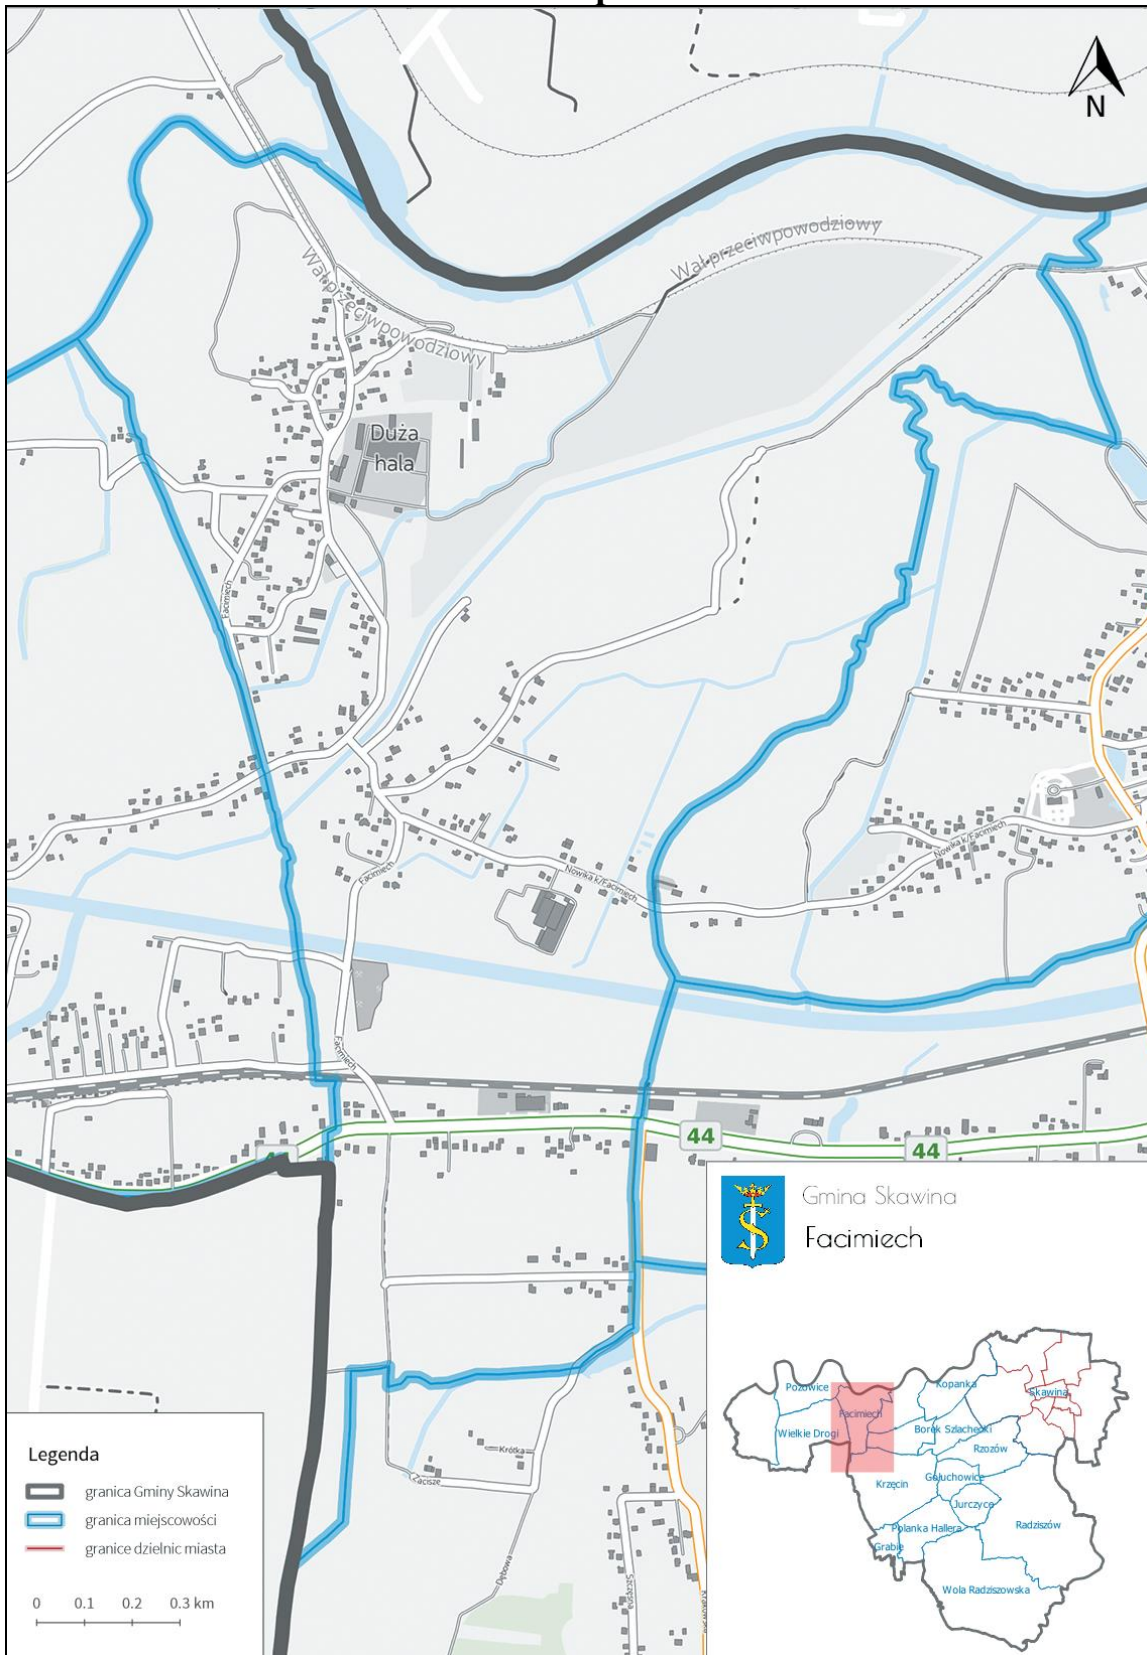 N
Wał przeciwpowodziowy
Wał przeciwpowodziowy
Duża
hala
Facimiech
Facimiech
Nowika k/Facimiech
Nowika k/Facimiech
Facimiech
44
44
Krótka
Zacisze
Dębowa
Szczęsna
Gmina Skawina
Facimiech
Pozowice
Facimiech
Wielkie Drogi
Kopanka
Skawina
Borek Szlachecki
Rzozów
Krzęcin
Gołuchowice
Jurczyce
Polanka Hallera
Grabie
Radziszów
Wola Radziszowska
Legenda
granica Gminy Skawina
granica miejscowości
granice dzielnic miasta
0 0.1 0.2 0.3 km